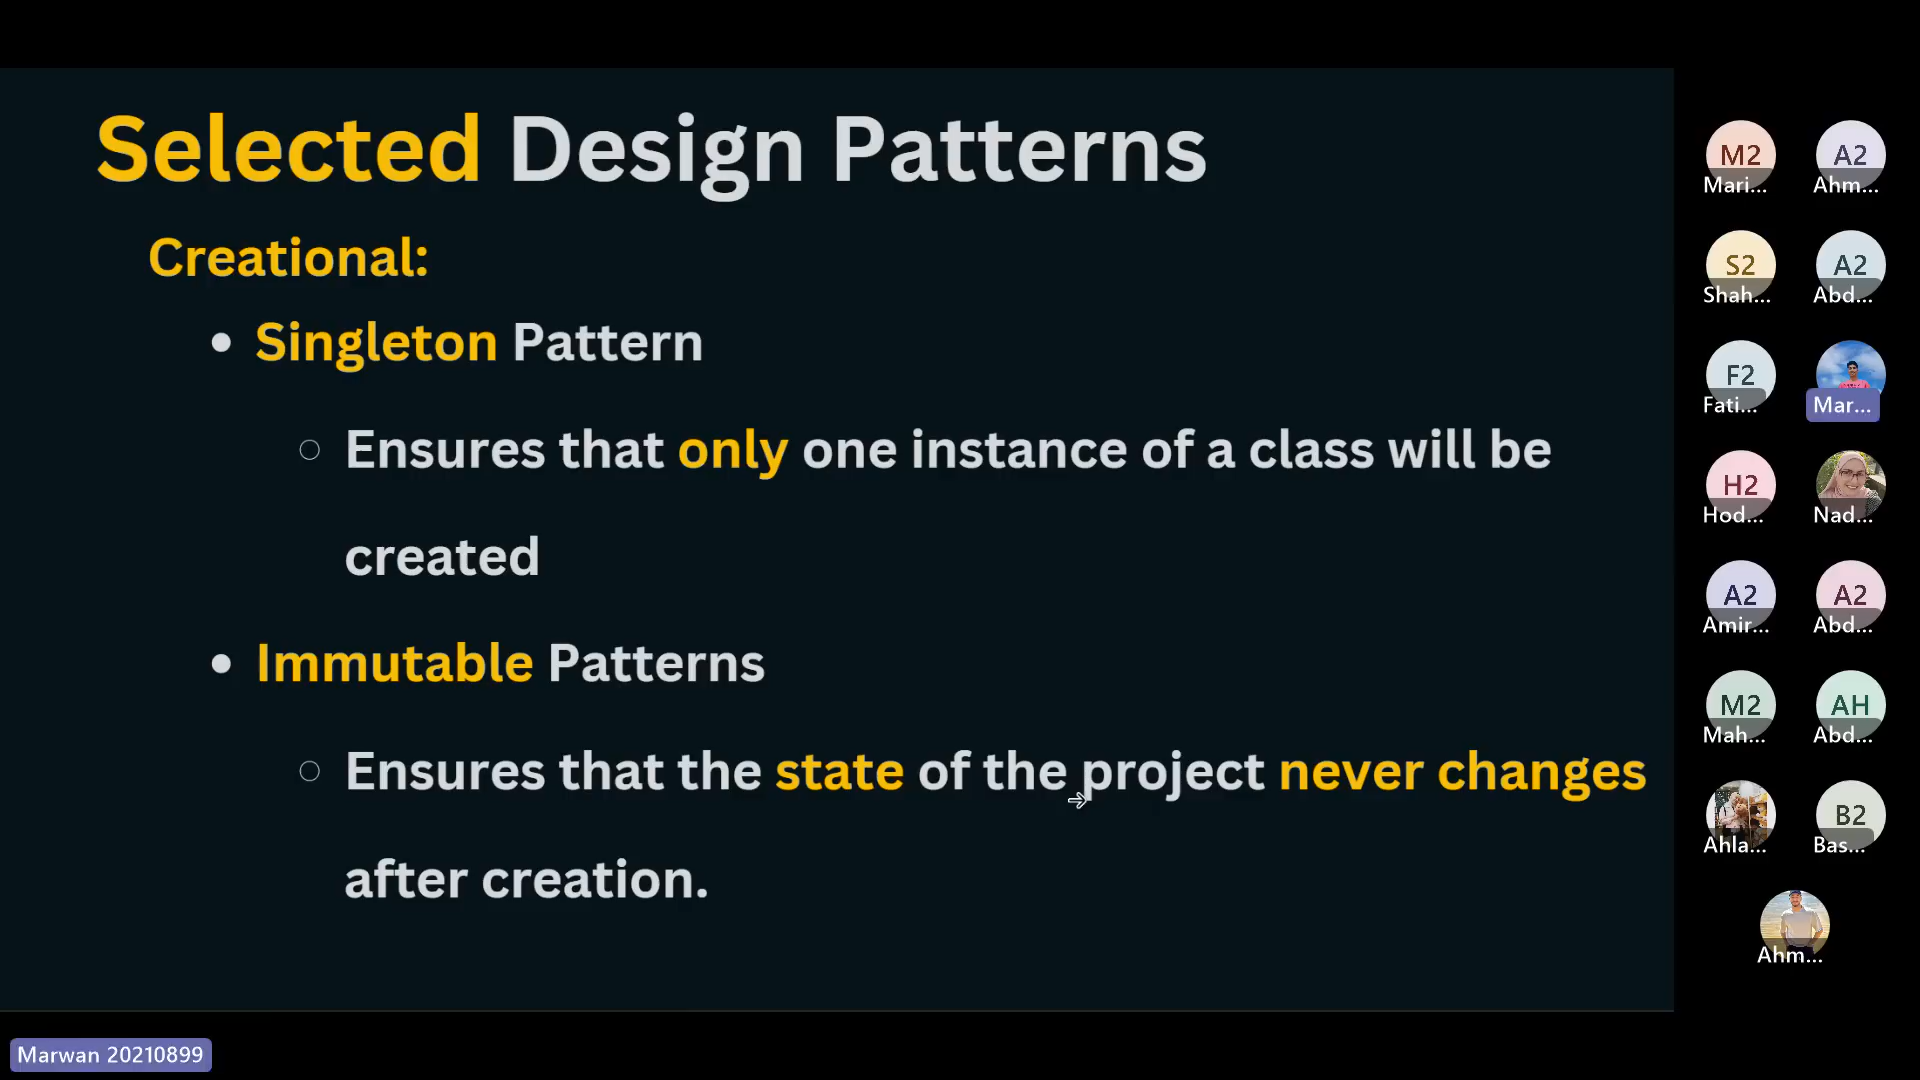 Selected Design Patterns
Creational:
Singleton Pattern
Ensures that only one instance of a class will be
created
Immutable Patterns
Ensures that the state of the project never changes
after creation.
M2
Mari...
A2
Ahm...
S2
Shah...
A2
Abd...
F2
Fati...
Mar...
H2
Hod...
Nad...
A2
Amir...
A2
Abd...
M2
Mah...
AH
Abd...
Ahla...
B2
Bas...
Ahm...
Marwan 20210899